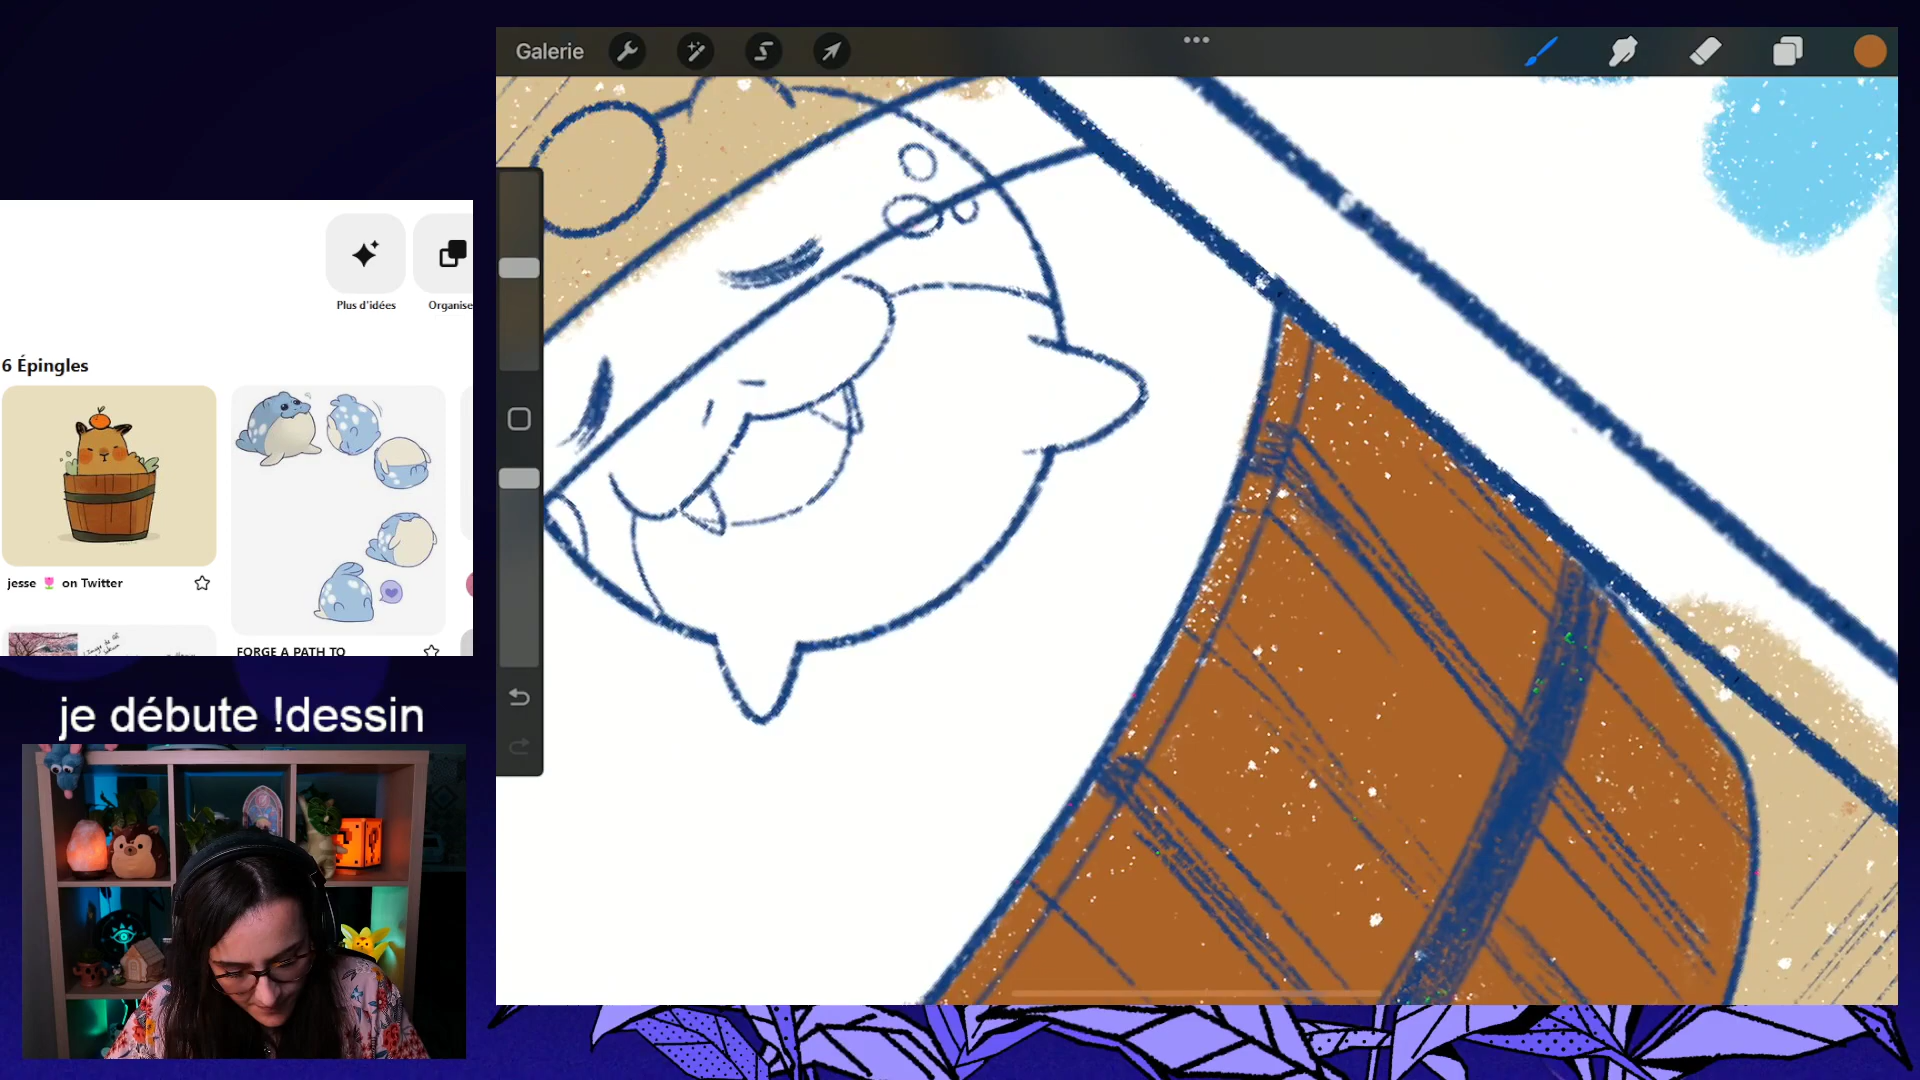 Galerie
Plus d'idées
Organise
6 Épingles
jesse 🌷 on Twitter
FORGE A PATH TO
je débute !dessin